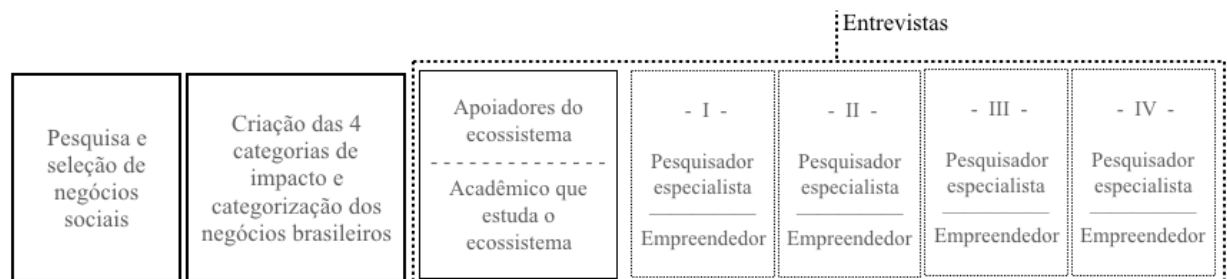 Entrevistas
Pesquisa e
seleção de
negócios
sociais
Criação das 4
categorias de
impacto e
categorização dos
negócios brasileiros
Apoiadores do
ecossistema
Acadêmico que
estuda o
ecossistema
- I -
Pesquisador
especialista
Empreendedor
- II -
Pesquisador
especialista
Empreendedor
- III -
Pesquisador
especialista
Empreendedor
- IV -
Pesquisador
especialista
Empreendedor